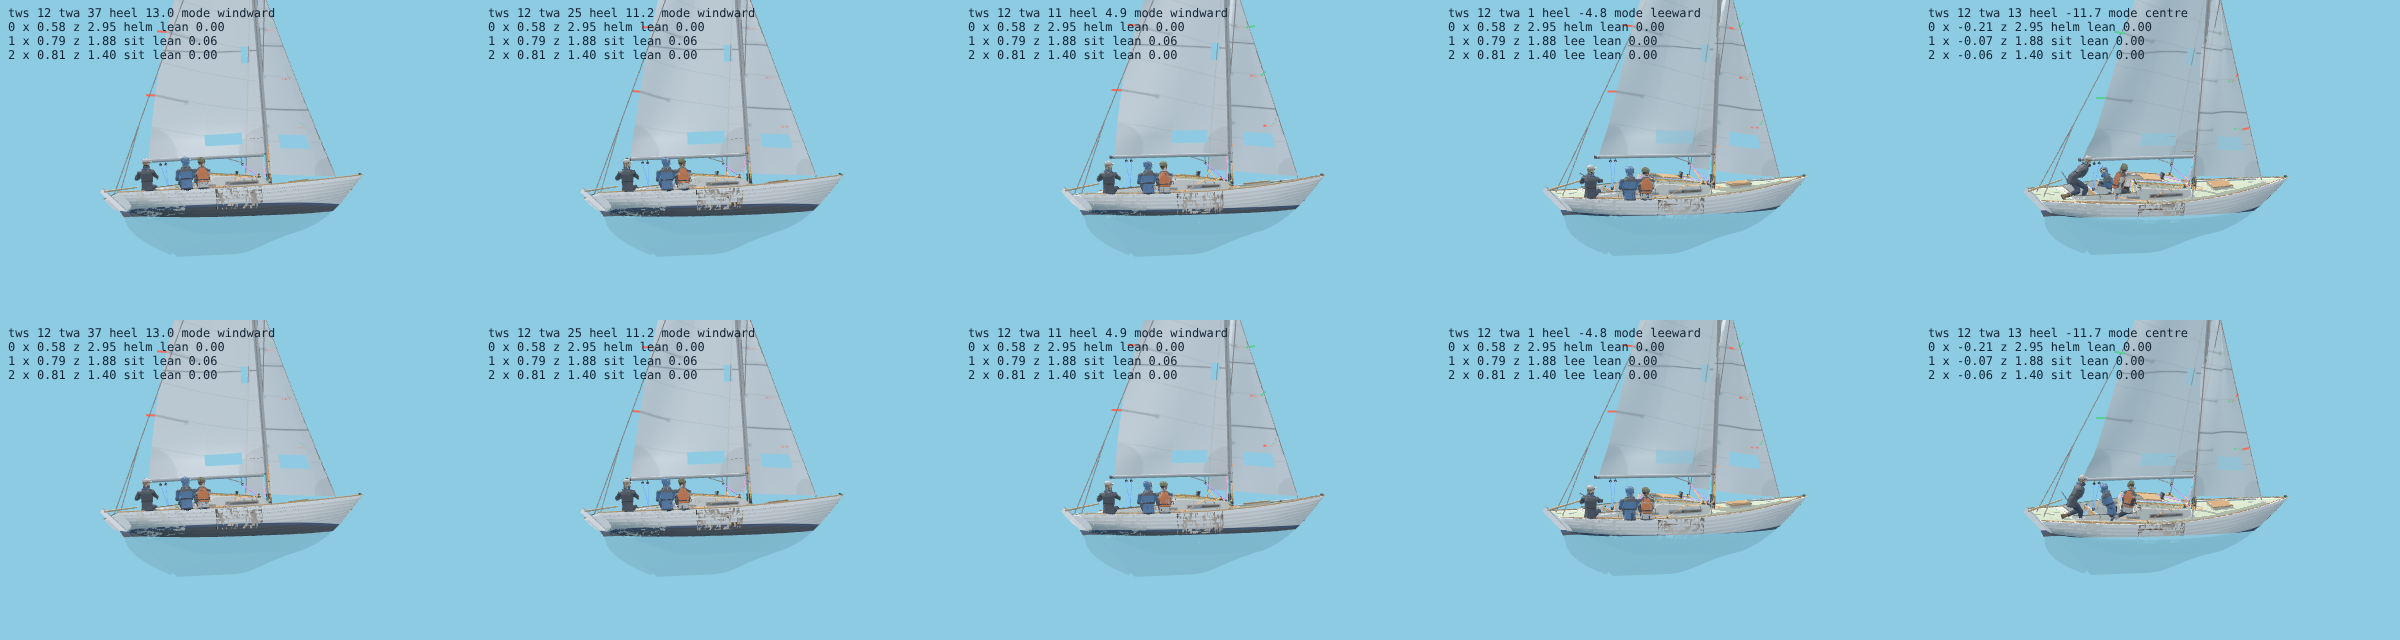 tws 12 twa 37 heel 13.0 mode windward
0 x 0.58 z 2.95 helm lean 0.00
1 x 0.79 z 1.88 sit lean 0.06
2 x 0.81 z 1.40 sit lean 0.00
tws 12 twa 25 heel 11.2 mode windward
0 x 0.58 z 2.95 helm lean 0.00
1 x 0.79 z 1.88 sit lean 0.06
2 x 0.81 z 1.40 sit lean 0.00
tws 12 twa 11 heel 4.9 mode windward
0 x 0.58 z 2.95 helm lean 0.00
1 x 0.79 z 1.88 sit lean 0.06
2 x 0.81 z 1.40 sit lean 0.00
tws 12 twa 1 heel -4.8 mode leeward
0 x 0.58 z 2.95 helm lean 0.00
1 x 0.79 z 1.88 lee lean 0.00
2 x 0.81 z 1.40 lee lean 0.00
tws 12 twa 13 heel -11.7 mode centre
0 x -0.21 z 2.95 helm lean 0.00
1 x -0.07 z 1.88 sit lean 0.00
2 x -0.06 z 1.40 sit lean 0.00
tws 12 twa 37 heel 13.0 mode windward
0 x 0.58 z 2.95 helm lean 0.00
1 x 0.79 z 1.88 sit lean 0.06
2 x 0.81 z 1.40 sit lean 0.00
tws 12 twa 25 heel 11.2 mode windward
0 x 0.58 z 2.95 helm lean 0.00
1 x 0.79 z 1.88 sit lean 0.06
2 x 0.81 z 1.40 sit lean 0.00
tws 12 twa 11 heel 4.9 mode windward
0 x 0.58 z 2.95 helm lean 0.00
1 x 0.79 z 1.88 sit lean 0.06
2 x 0.81 z 1.40 sit lean 0.00
tws 12 twa 1 heel -4.8 mode leeward
0 x 0.58 z 2.95 helm lean 0.00
1 x 0.79 z 1.88 lee lean 0.00
2 x 0.81 z 1.40 lee lean 0.00
tws 12 twa 13 heel -11.7 mode centre
0 x -0.21 z 2.95 helm lean 0.00
1 x -0.07 z 1.88 sit lean 0.00
2 x -0.06 z 1.40 sit lean 0.00